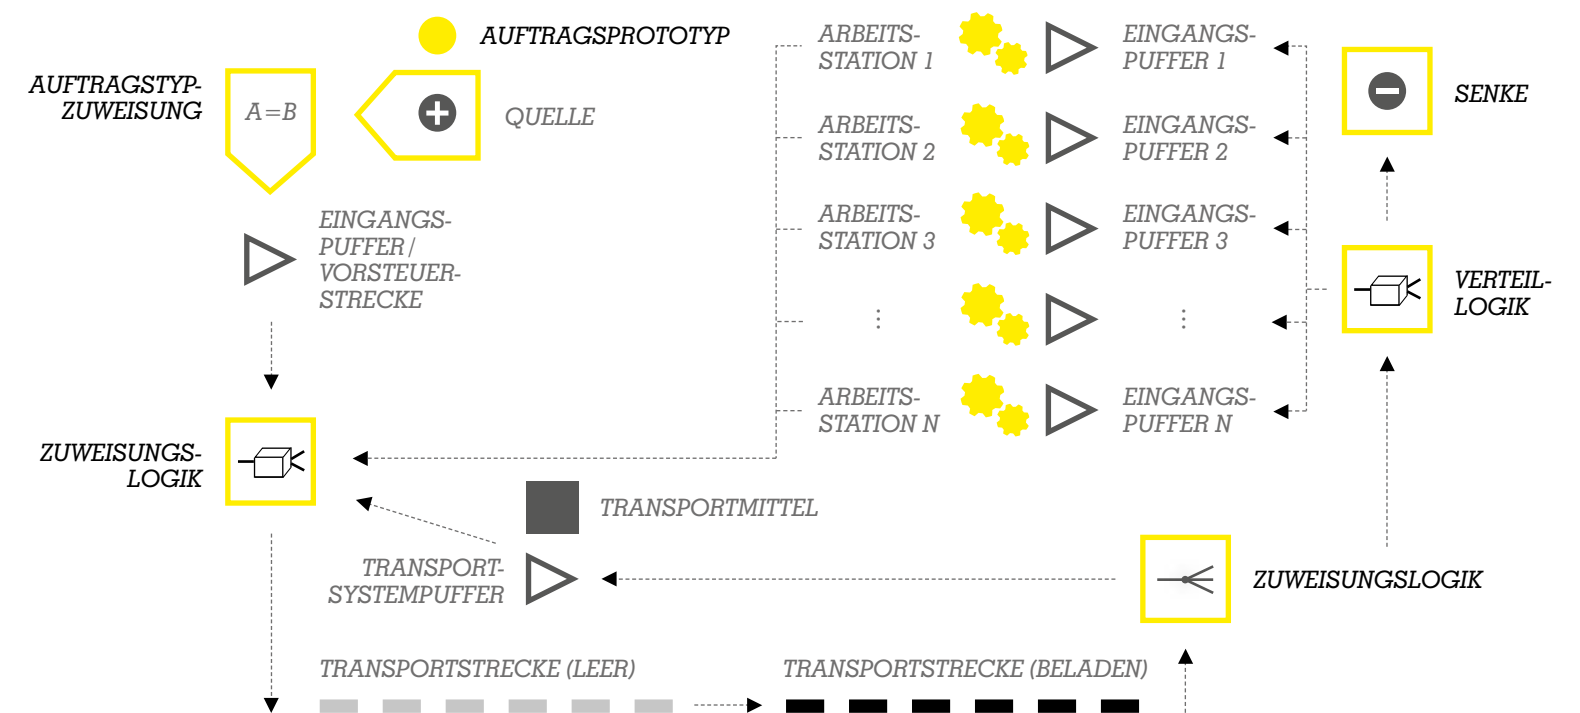 AUFTRAGSPROTOTYP
AUFTRAGSTYP-
ZUWEISUNG
A=B
QUELLE
EINGANGS-
PUFFER /
VORSTEUER-
STRECKE
ZUWEISUNGS-
LOGIK
ARBEITS-
STATION 1
EINGANGS-
PUFFER 1
ARBEITS-
STATION 2
EINGANGS-
PUFFER 2
ARBEITS-
STATION 3
EINGANGS-
PUFFER 3
⋮
⋮
ARBEITS-
STATION N
EINGANGS-
PUFFER N
SENKE
VERTEIL-
LOGIK
TRANSPORTMITTEL
TRANSPORT-
SYSTEMPUFFER
ZUWEISUNGSLOGIK
TRANSPORTSTRECKE (LEER)
TRANSPORTSTRECKE (BELADEN)